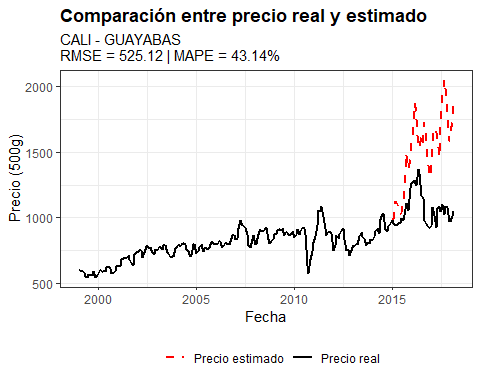 Comparación entre precio real y estimado
CALI - GUAYABAS
RMSE = 525.12 | MAPE = 43.14%
2000
1500
1000
500
Precio (500g)
2000 2005 2010 2015
Fecha
Precio estimado Precio real